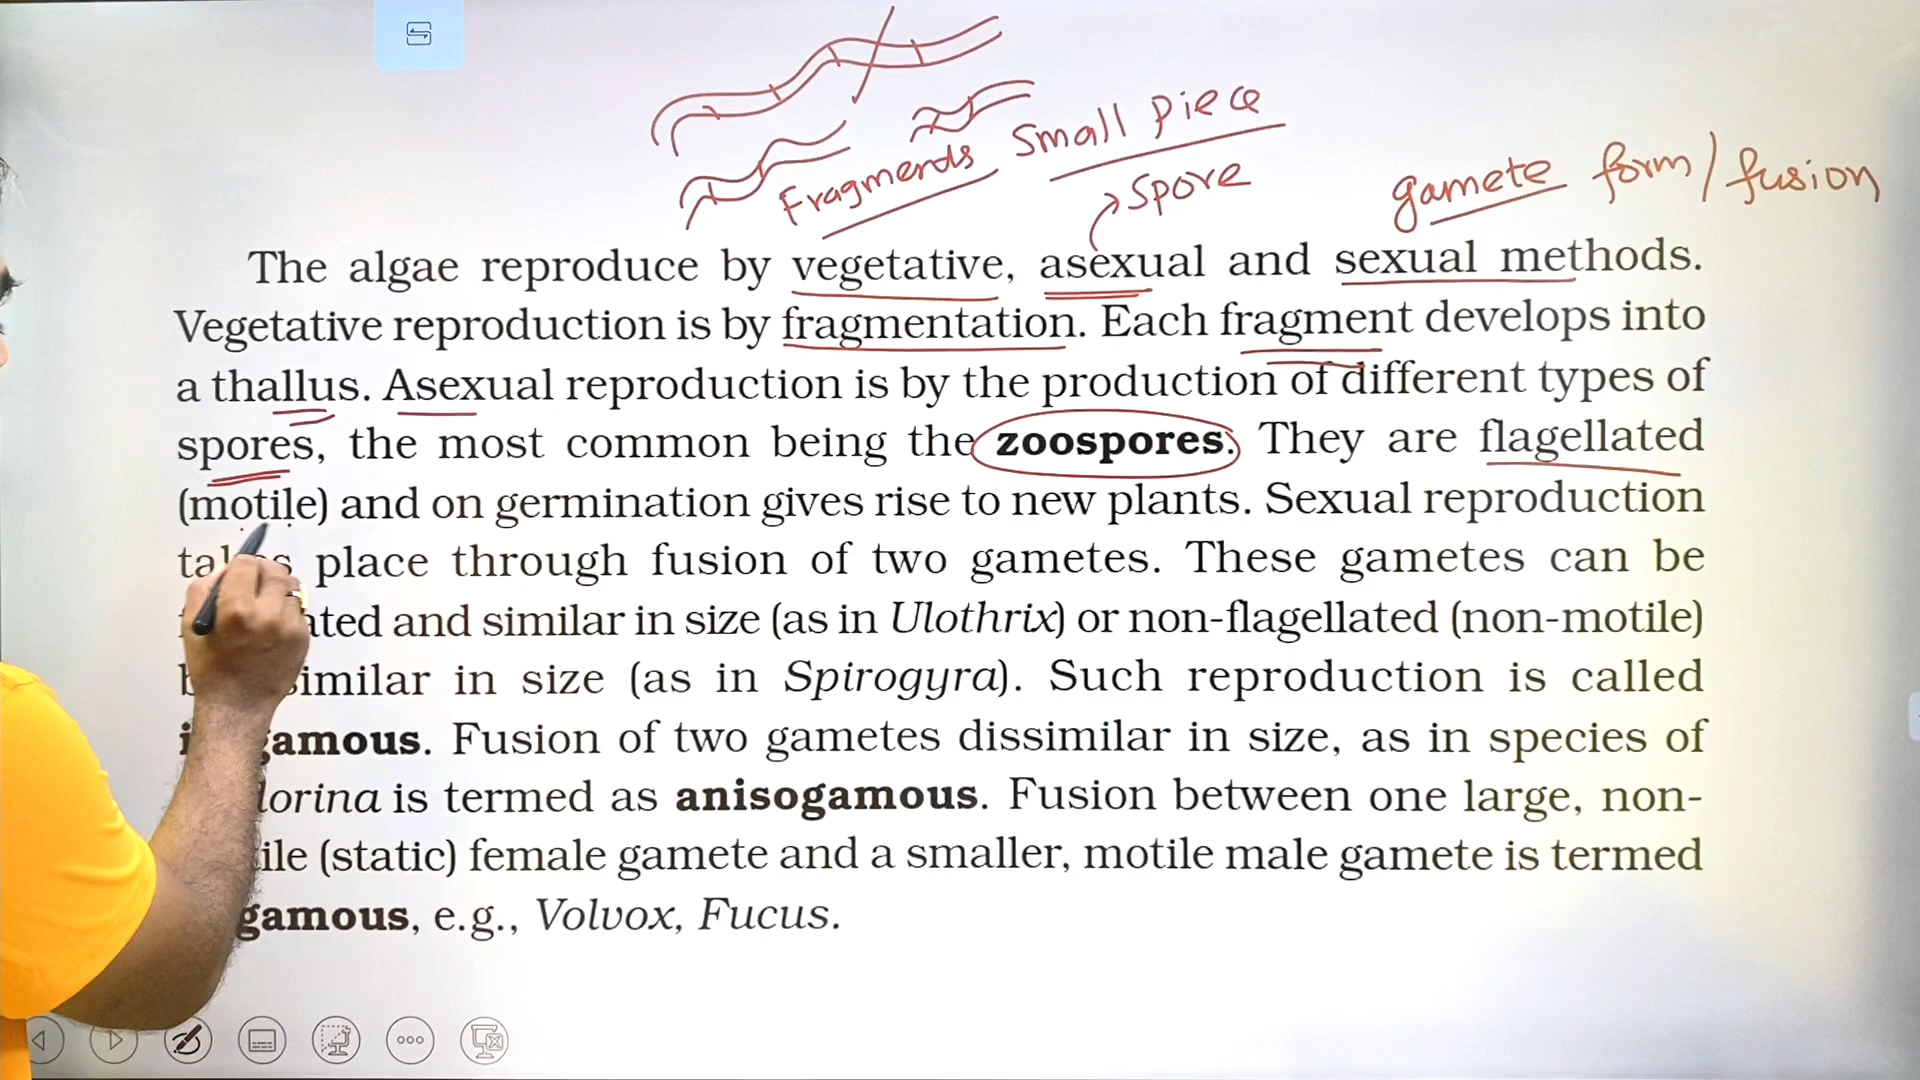 Small Piece
Fragments
Spore
gamete form/fusion
The algae reproduce by vegetative, asexual and sexual methods.
Vegetative reproduction is by fragmentation. Each fragment develops into
a thallus. Asexual reproduction is by the production of different types of
spores, the most common being the zoospores. They are flagellated
(motile) and on germination gives rise to new plants. Sexual reproduction
place through fusion of two gametes. These gametes can be
ated and similar in size (as in Ulothrix) or non-flagellated (non-motile)
similar in size (as in Spirogyra). Such reproduction is called
gamous. Fusion of two gametes dissimilar in size, as in species of
lorina is termed as anisogamous. Fusion between one large, non-
ile (static) female gamete and a smaller, motile male gamete is termed
gamous, e.g., Volvox, Fucus.